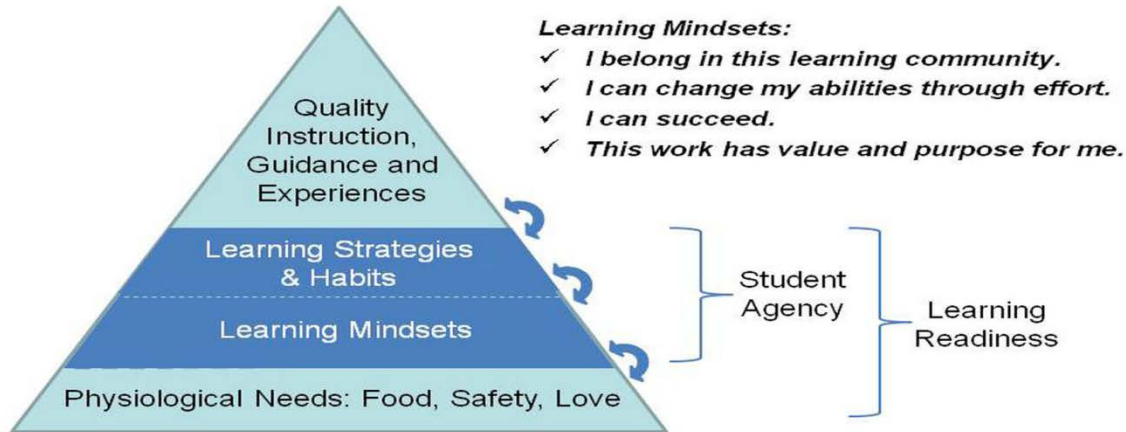 Learning Mindsets:
✓ I belong in this learning community.
✓ I can change my abilities through effort.
✓ I can succeed.
✓ This work has value and purpose for me.
Quality
Instruction,
Guidance and
Experiences
Learning Strategies
& Habits
Learning Mindsets
Physiological Needs: Food, Safety, Love
Student
Agency
Learning
Readiness